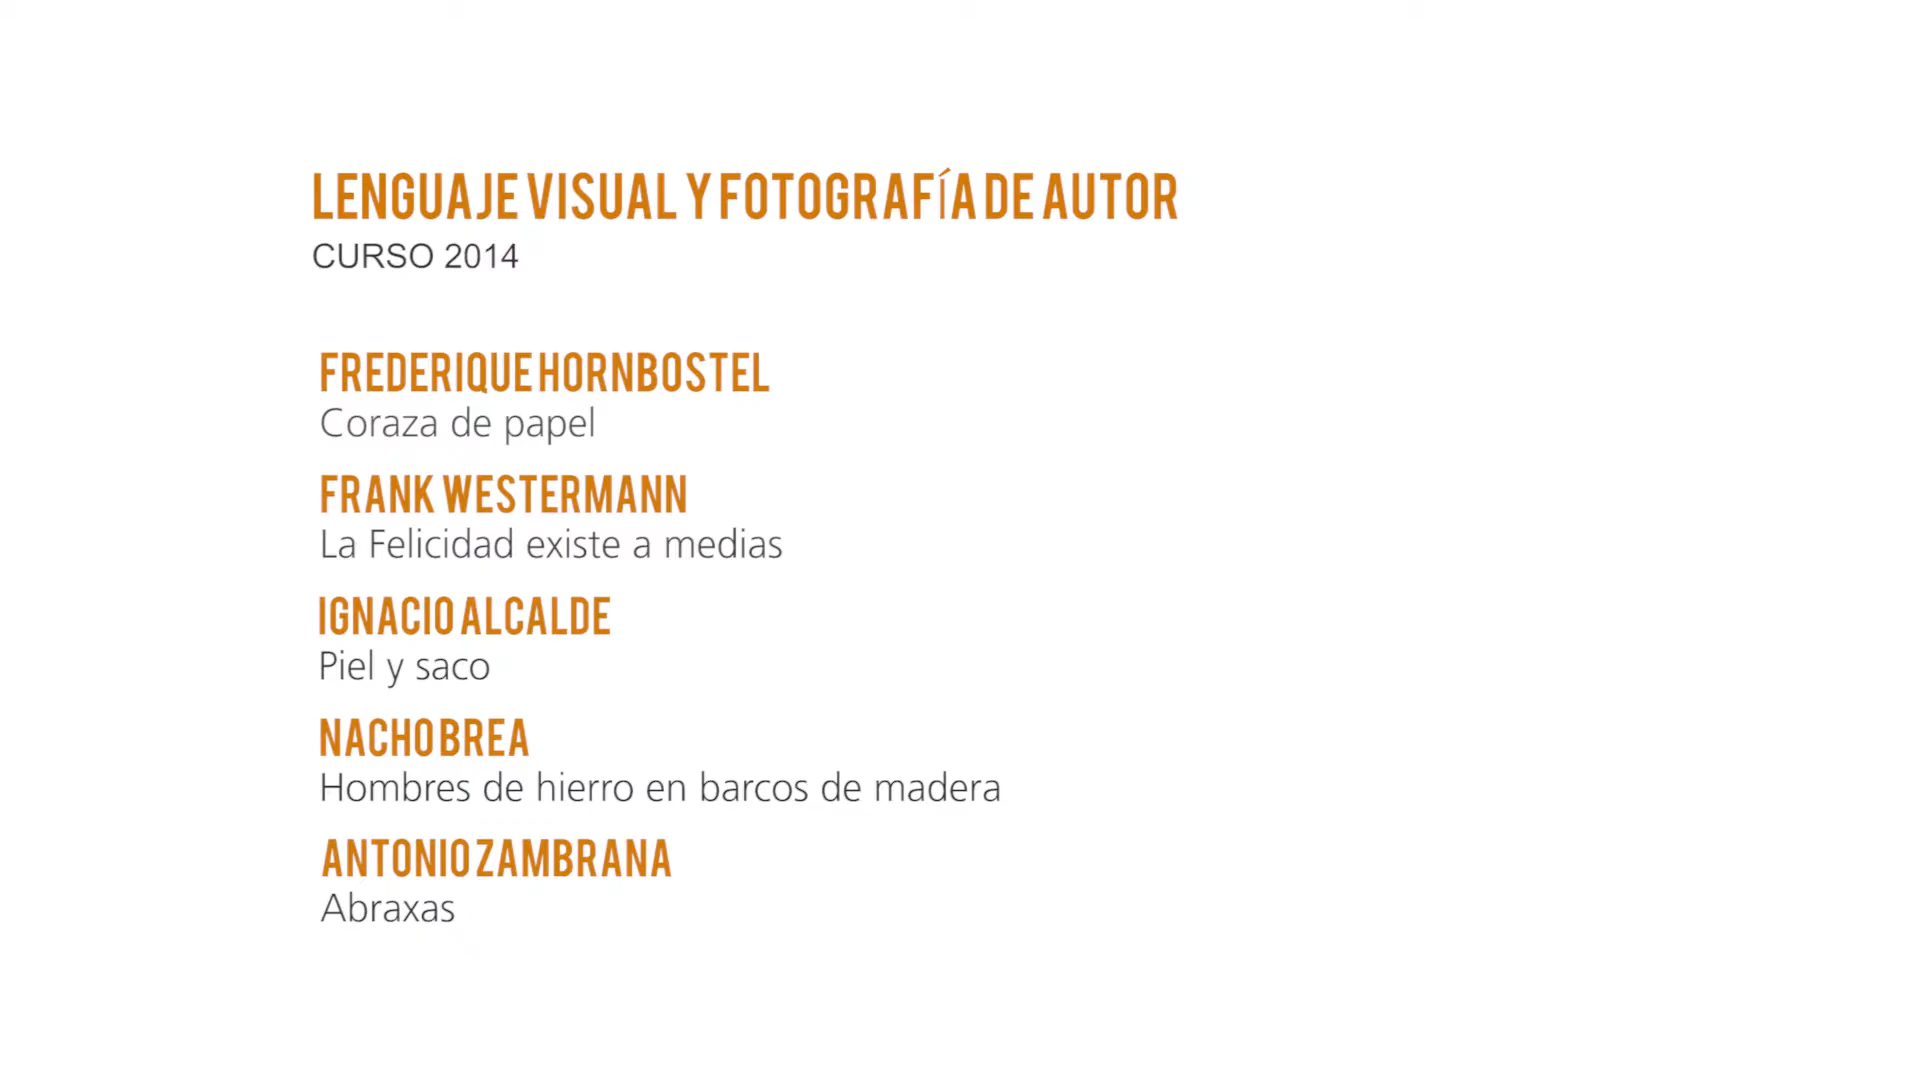 LENGUAJE VISUAL Y FOTOGRAFÍA DE AUTOR
CURSO 2014
FREDERIQUE HORNBOSTEL
Coraza de papel
FRANK WESTERMANN
La Felicidad existe a medias
IGNACIO ALCALDE
Piel y saco
NACHO BREA
Hombres de hierro en barcos de madera
ANTONIO ZAMBRANA
Abraxas